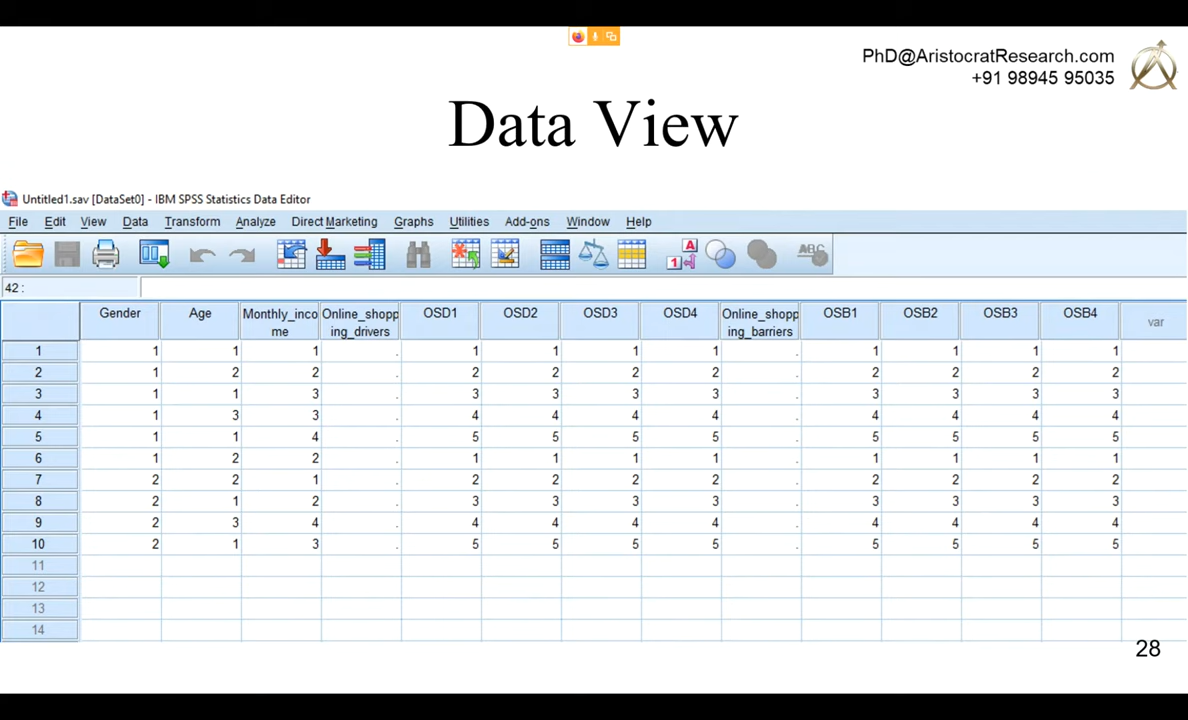 PhD@AristocratResearch.com
+91 98945 95035
Data View
Untitled1.sav [DataSet0] - IBM SPSS Statistics Data Editor
File Edit View Data Transform Analyze Direct Marketing Graphs Utilities Add-ons Window Help
42 :
Gender Age Monthly_inco Online_shopp OSD1 OSD2 OSD3 OSD4 Online_shopp OSB1 OSB2 OSB3 OSB4 var
me ing_drivers ing_barriers
1 1 1 1 . 1 1 1 1 . 1 1 1 1
2 1 2 2 . 2 2 2 2 . 2 2 2 2
3 1 1 3 . 3 3 3 3 . 3 3 3 3
4 1 3 3 . 4 4 4 4 . 4 4 4 4
5 1 1 4 . 5 5 5 5 . 5 5 5 5
6 1 2 2 . 1 1 1 1 . 1 1 1 1
7 2 2 1 . 2 2 2 2 . 2 2 2 2
8 2 1 2 . 3 3 3 3 . 3 3 3 3
9 2 3 4 . 4 4 4 4 . 4 4 4 4
10 2 1 3 . 5 5 5 5 . 5 5 5 5
11
12
13
14
28